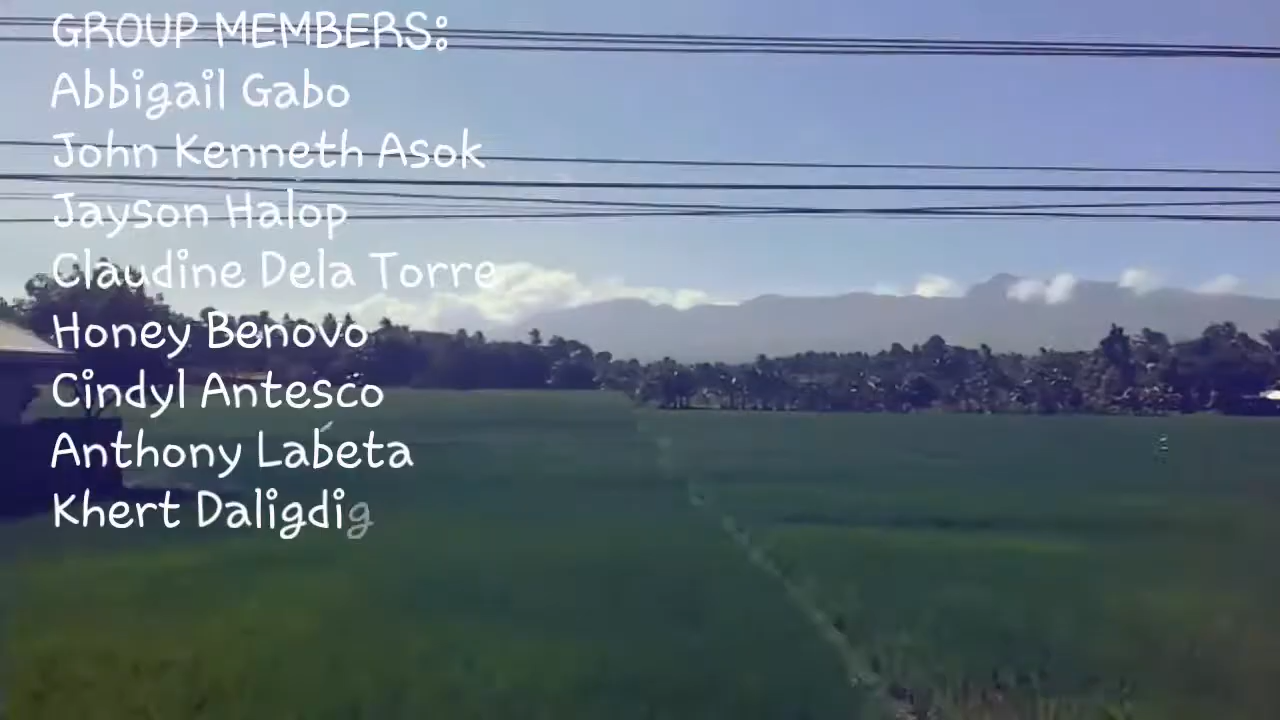 GROUP MEMBERS:
Abbigail Gabo
John Kenneth Asok
Jayson Halop
Claudine Dela Torre
Honey Benovo
Cindyl Antesco
Anthony Labeta
Khert Daligdig